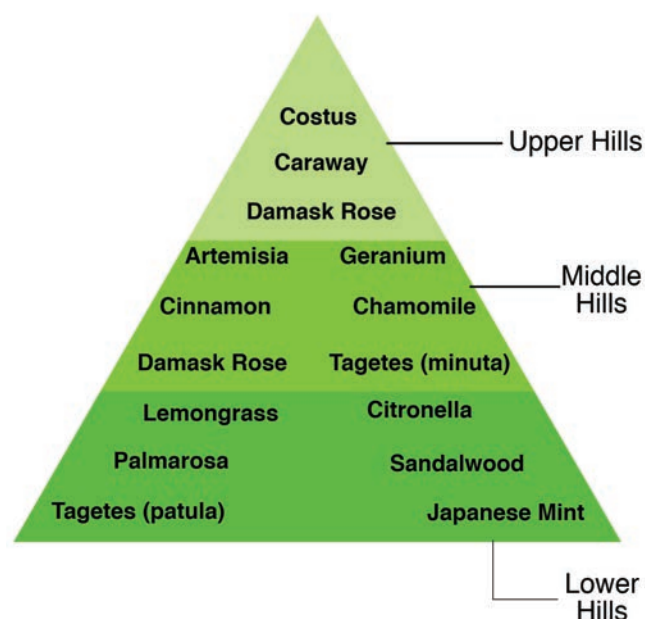 Costus
Upper Hills
Caraway
Damask Rose
Artemisia Geranium
Middle
Hills
Cinnamon Chamomile
Damask Rose Tagetes (minuta)
Lemongrass Citronella
Palmarosa Sandalwood
Tagetes (patula) Japanese Mint
Lower
Hills